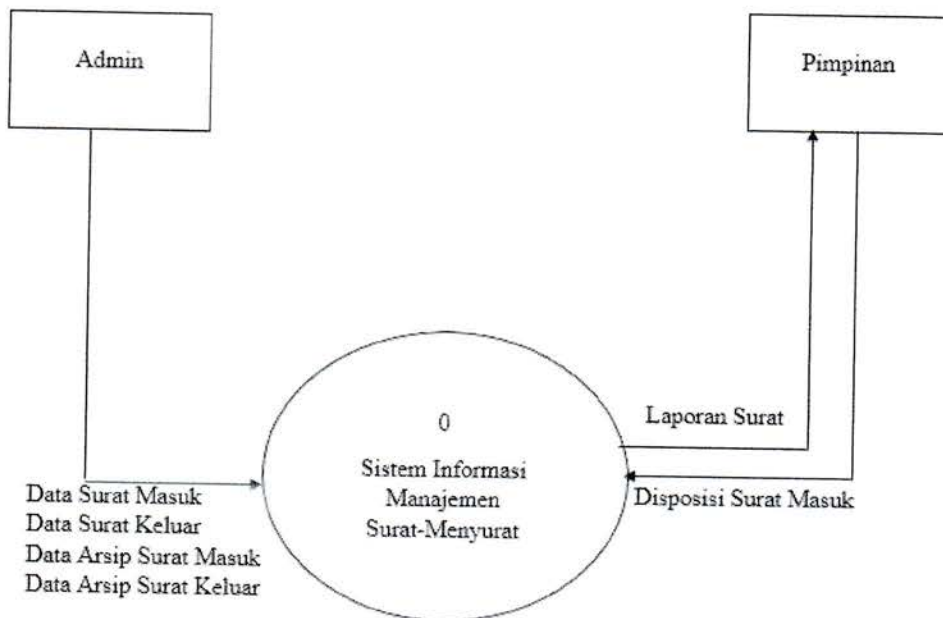 Admin
Pimpinan
0
Sistem Informasi
Manajemen
Surat-Menyurat
Laporan Surat
Disposisi Surat Masuk
Data Surat Masuk
Data Surat Keluar
Data Arsip Surat Masuk
Data Arsip Surat Keluar